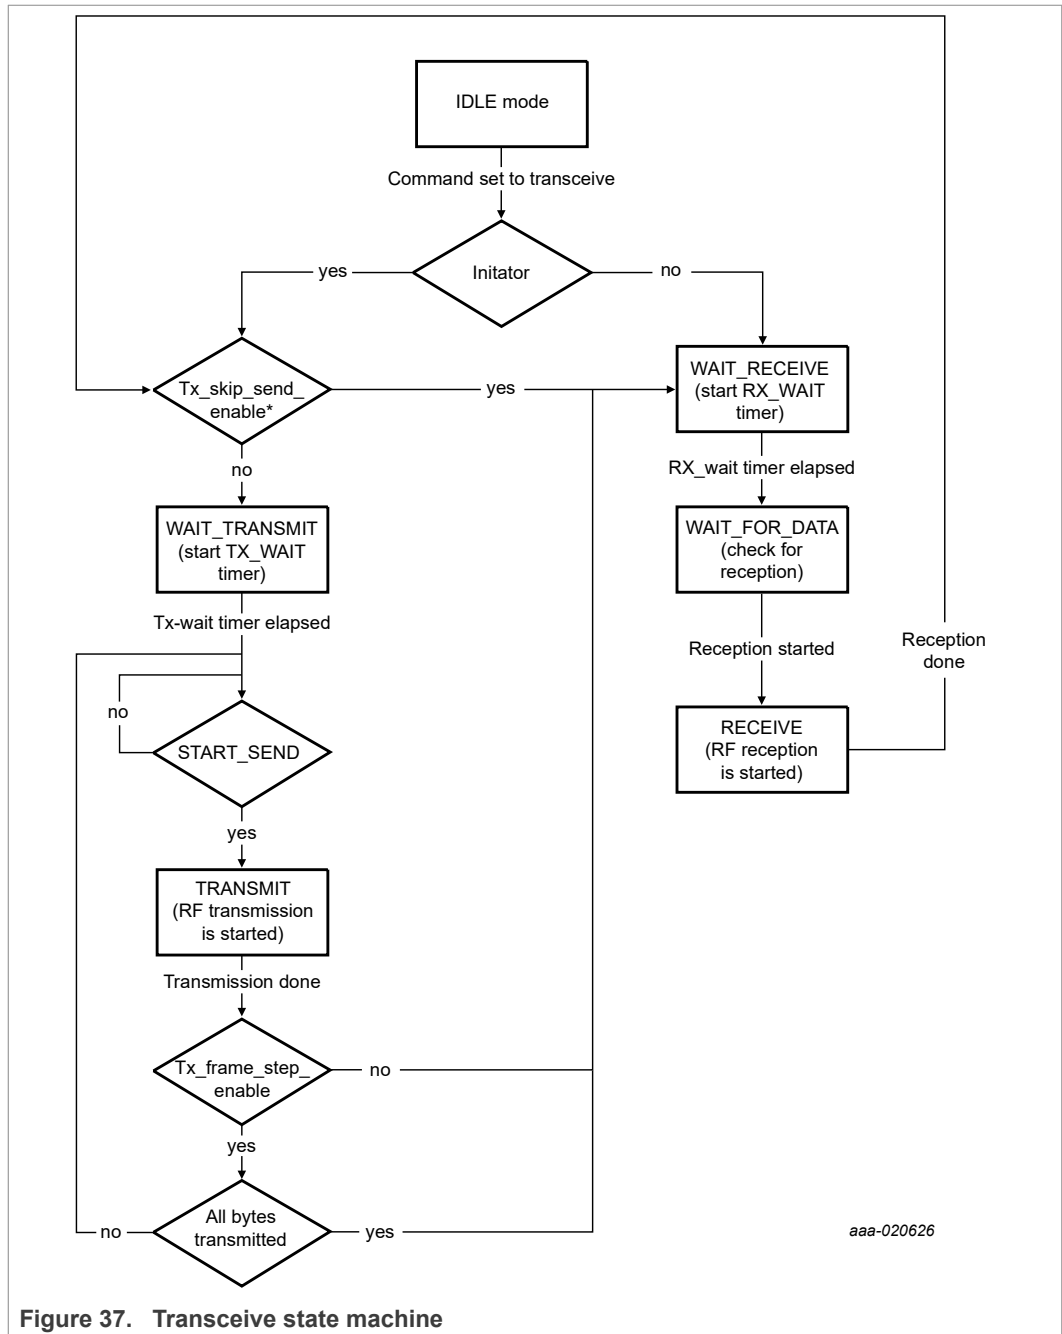 IDLE mode
Command set to transceive
Initator
yes
no
Tx_skip_send_
enable*
yes
WAIT_RECEIVE
(start RX_WAIT
timer)
no
RX_wait timer elapsed
WAIT_TRANSMIT
(start TX_WAIT
timer)
WAIT_FOR_DATA
(check for
reception)
Tx-wait timer elapsed
Reception started
Reception
done
no
START_SEND
RECEIVE
(RF reception
is started)
yes
TRANSMIT
(RF transmission
is started)
Transmission done
Tx_frame_step_
enable
no
yes
All bytes
transmitted
no
yes
aaa-020626
Figure 37. Transceive state machine